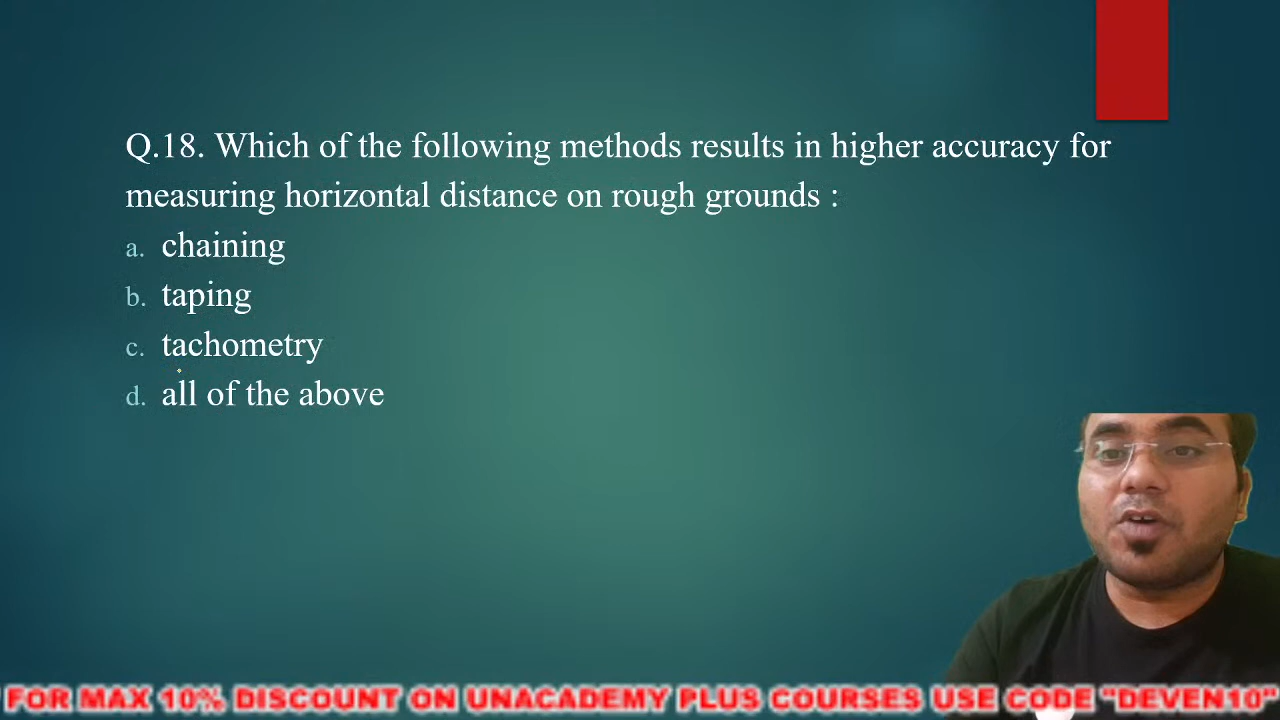 Q.18. Which of the following methods results in higher accuracy for
measuring horizontal distance on rough grounds :
a. chaining
b. taping
c. tachometry
d. all of the above
FOR MAX 10% DISCOUNT ON UNACADEMY PLUS COURSES USE CODE "DEVEN10"